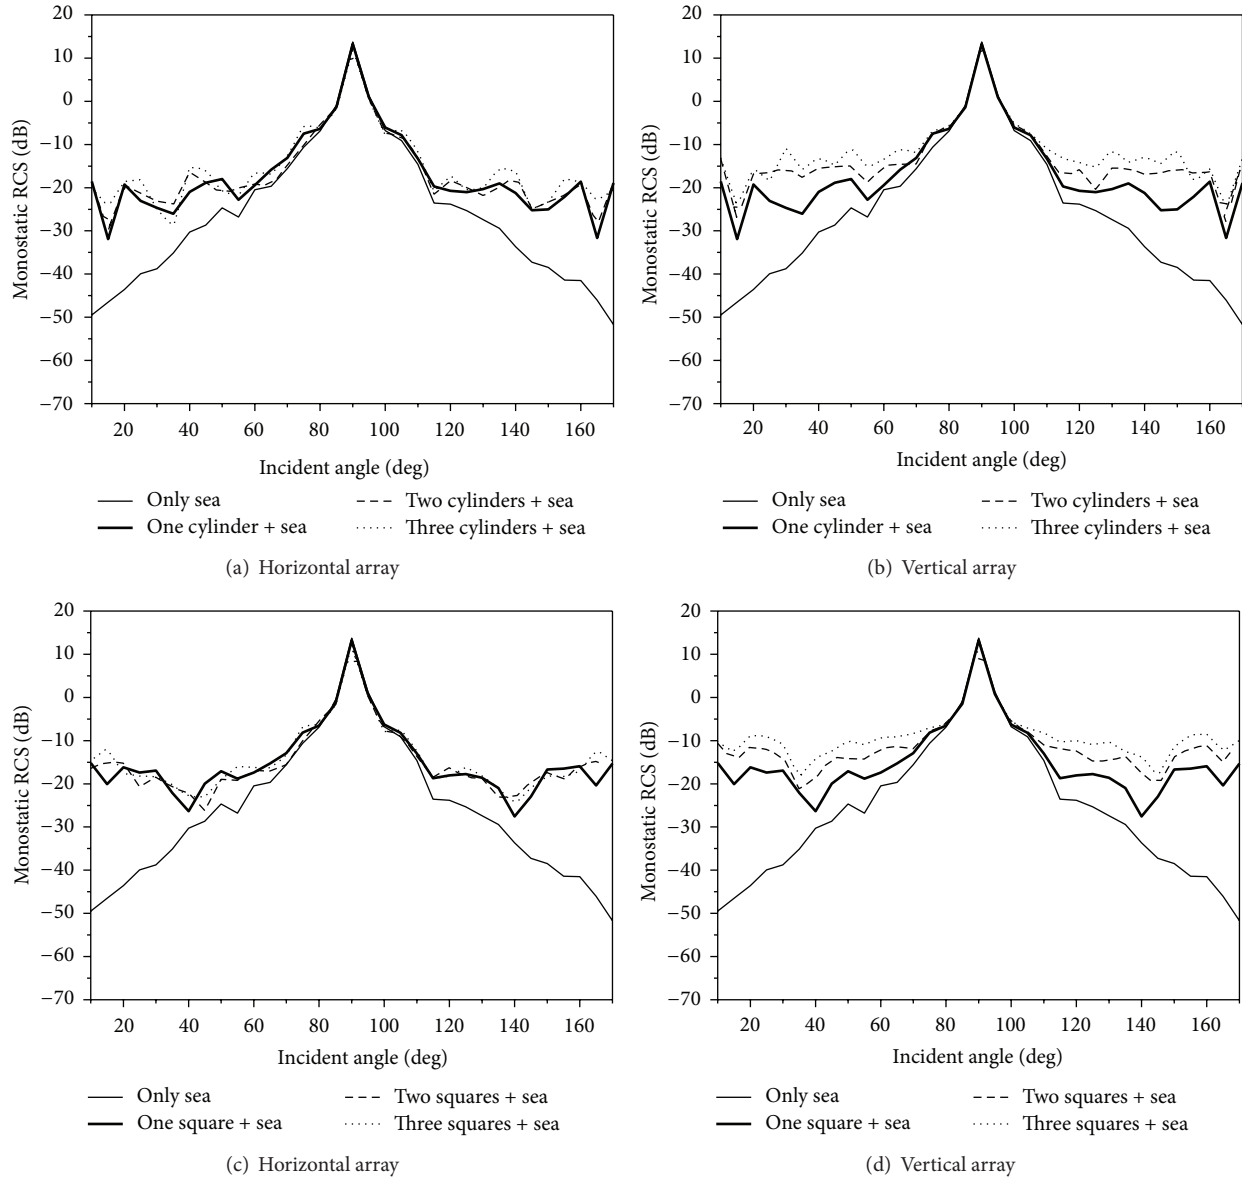 20
10
0
−10
−20
−30
−40
−50
−60
−70
Monostatic RCS (dB)
20 40 60 80 100 120 140 160
Incident angle (deg)
Only sea
Two cylinders + sea
One cylinder + sea
Three cylinders + sea
(a) Horizontal array
20
10
0
−10
−20
−30
−40
−50
−60
−70
Monostatic RCS (dB)
20 40 60 80 100 120 140 160
Incident angle (deg)
Only sea
Two cylinders + sea
One cylinder + sea
Three cylinders + sea
(b) Vertical array
20
10
0
−10
−20
−30
−40
−50
−60
−70
Monostatic RCS (dB)
20 40 60 80 100 120 140 160
Incident angle (deg)
Only sea
Two squares + sea
One square + sea
Three squares + sea
(c) Horizontal array
20
10
0
−10
−20
−30
−40
−50
−60
−70
Monostatic RCS (dB)
20 40 60 80 100 120 140 160
Incident angle (deg)
Only sea
Two squares + sea
One square + sea
Three squares + sea
(d) Vertical array